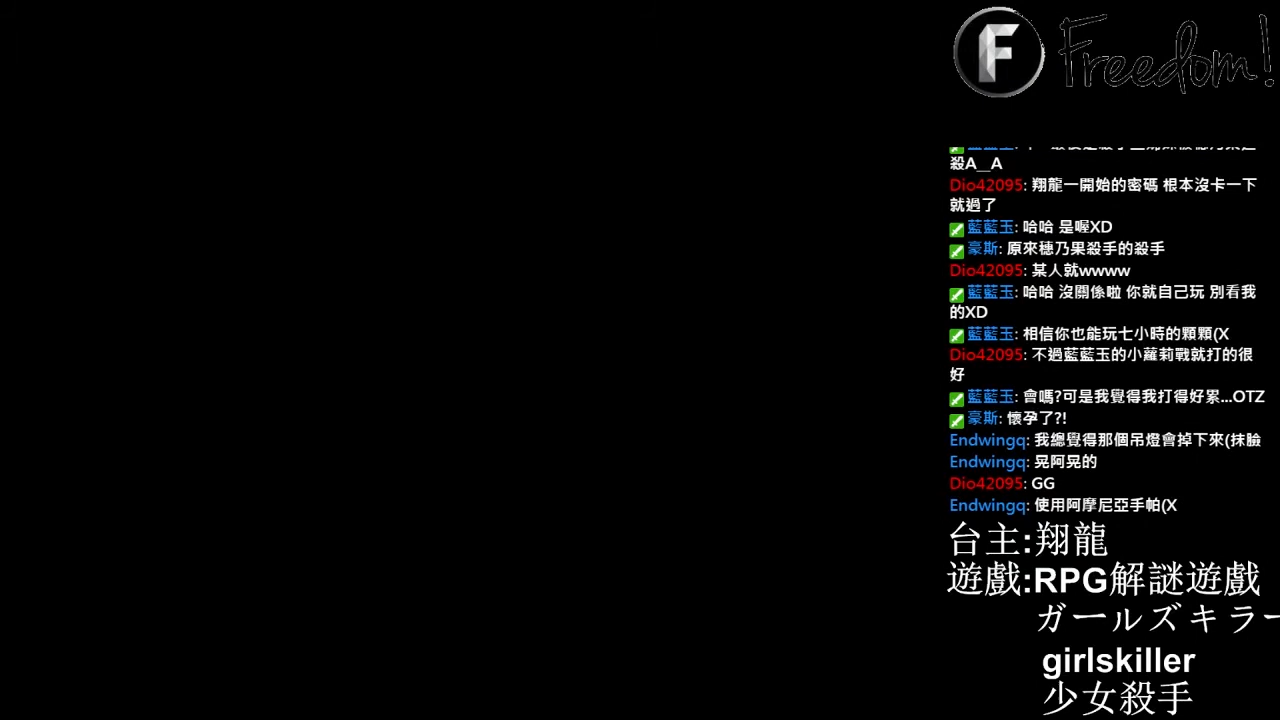 Freedom!
F
殺A__A
Dio42095: 翔龍一開始的密碼 根本沒卡一下
就過了
藍藍玉: 哈哈 是喔XD
豪斯: 原來穗乃果殺手的殺手
Dio42095: 某人就wwww
藍藍玉: 哈哈 沒關係啦 你就自己玩 別看我
的XD
藍藍玉: 相信你也能玩七小時的顆顆(X
Dio42095: 不過藍藍玉的小蘿莉戰就打的很
好
藍藍玉: 會嗎?可是我覺得我打得好累...OTZ
豪斯: 懷孕了?!
Endwingq: 我總覺得那個吊燈會掉下來(抹臉
Endwingq: 晃阿晃的
Dio42095: GG
Endwingq: 使用阿摩尼亞手帕(X
台主:翔龍
遊戲:RPG解謎遊戲
ガールズキラー
girlskiller
少女殺手